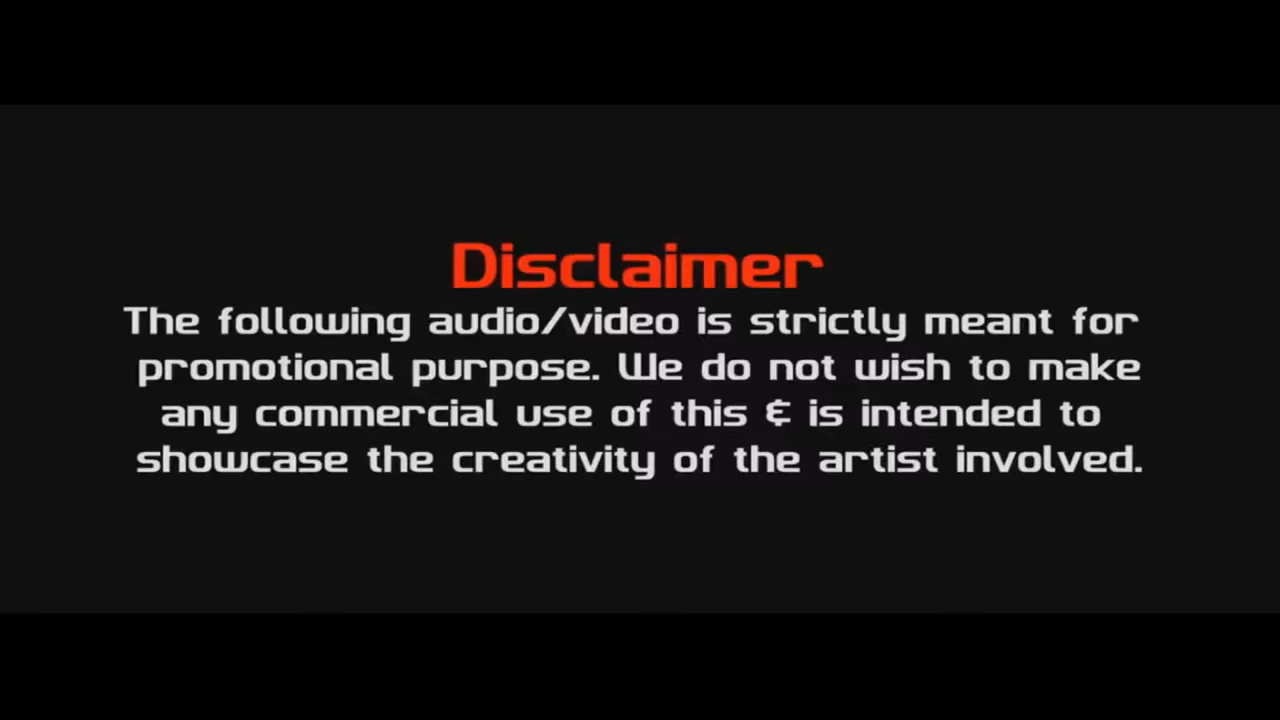 Disclaimer
The following audio/video is strictly meant for
promotional purpose. We do not wish to make
any commercial use of this & is intended to
showcase the creativity of the artist involved.